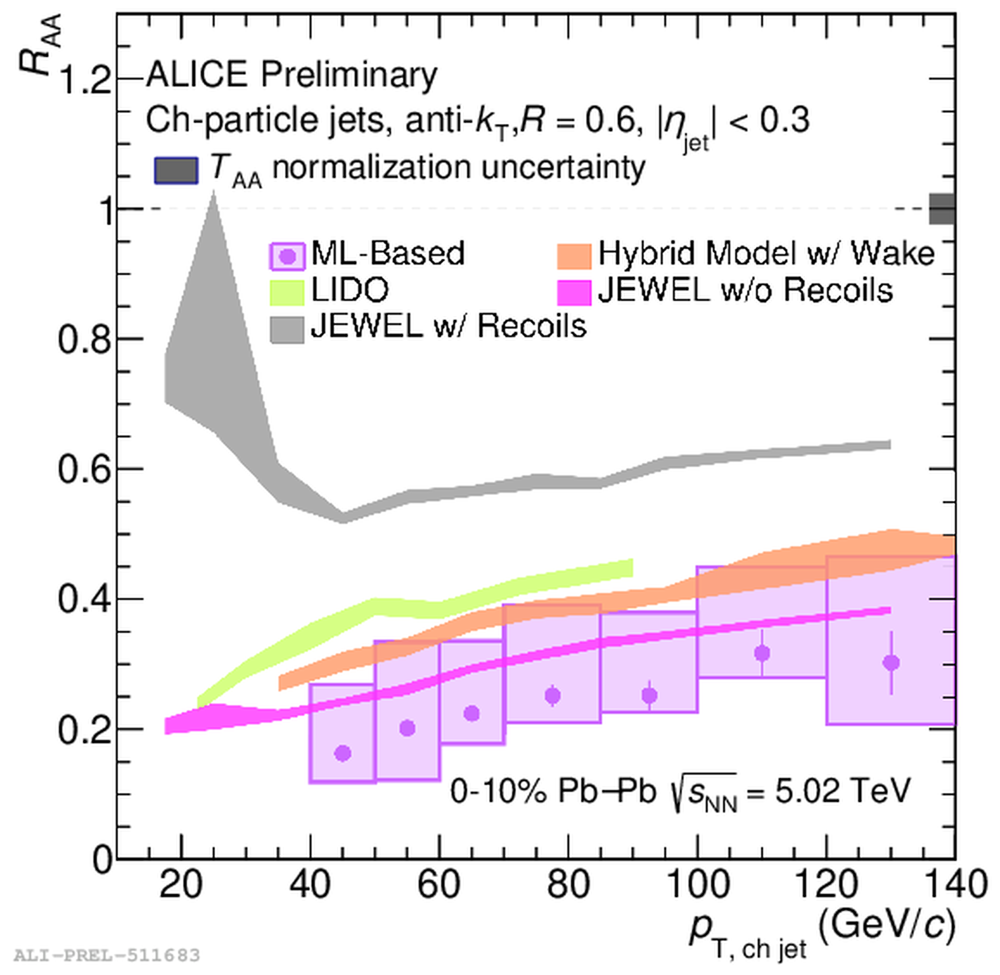 R_AA
ALICE Preliminary
Ch-particle jets, anti-k_T,R = 0.6, |η_jet| < 0.3
T_AA normalization uncertainty
ML-Based
Hybrid Model w/ Wake
LIDO
JEWEL w/o Recoils
JEWEL w/ Recoils
0-10% Pb–Pb √s_NN = 5.02 TeV
1.2
1
0.8
0.6
0.4
0.2
0
20 40 60 80 100 120 140
p_T, ch jet (GeV/c)
ALI-PREL-511683